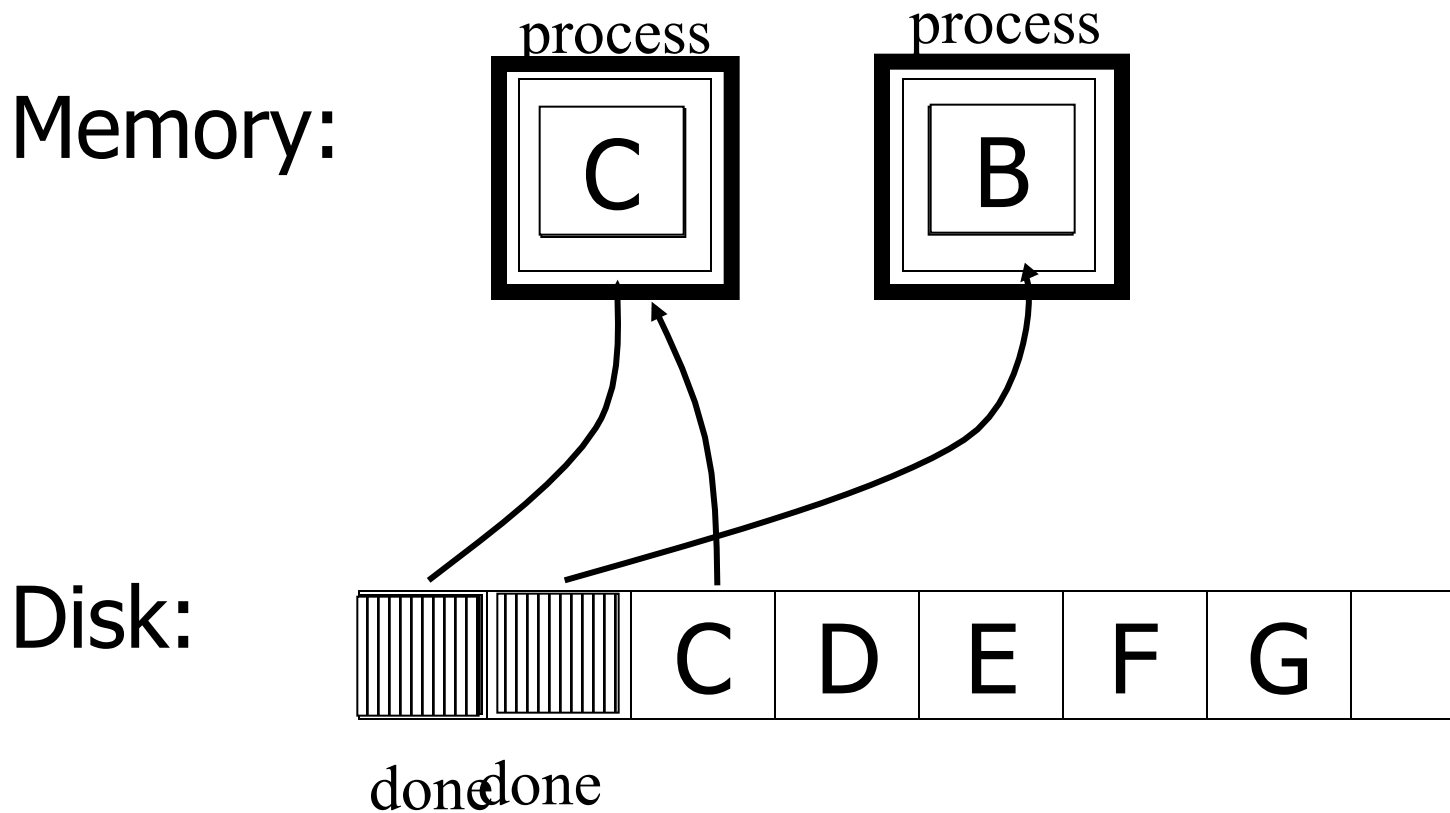 process process
Memory:
C B
Disk:
C D E F G
done done